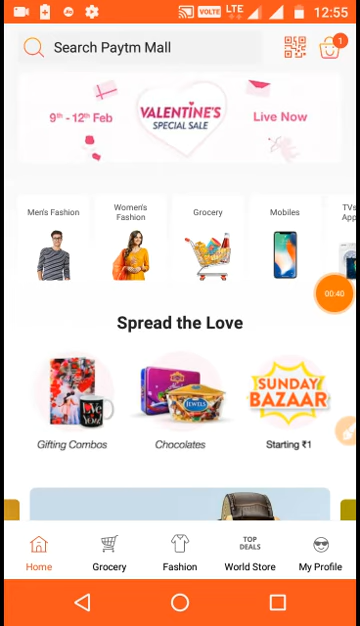 VOLTE LTE 12:55
Search Paytm Mall
1
9th - 12th Feb
VALENTINE'S
SPECIAL SALE
Live Now
Men's Fashion
Women's
Fashion
Grocery
Mobiles
TVs
App
00:40
Spread the Love
LOVE
YOU
JEWELS
SUNDAY
BAZAAR
Gifting Combos
Chocolates
Starting ₹1
TOP
DEALS
Home
Grocery
Fashion
World Store
My Profile